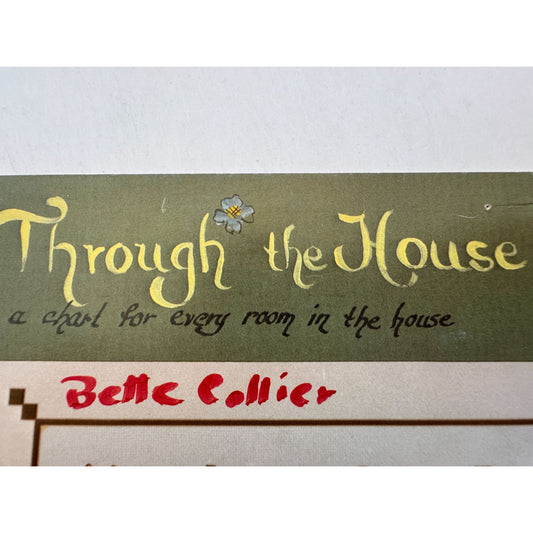 Through the House
a chart for every room in the house
Bette Collier